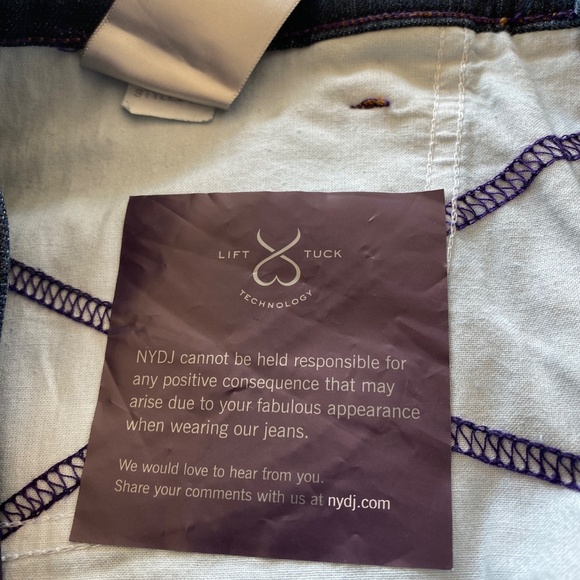 LIFT TUCK
TECHNOLOGY
NYDJ cannot be held responsible for
any positive consequence that may
arise due to your fabulous appearance
when wearing our jeans.
We would love to hear from you.
Share your comments with us at nydj.com